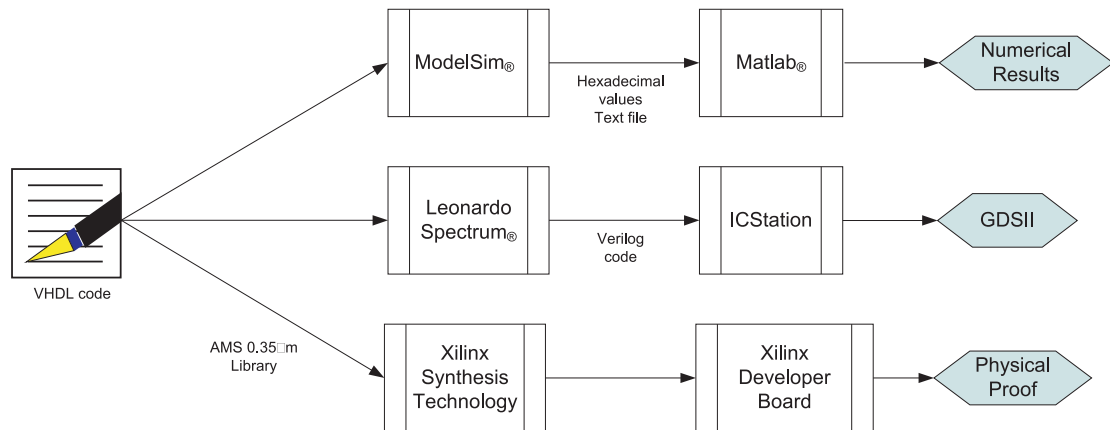 ModelSim®
Hexadecimal
values
Text file
Matlab®
Numerical
Results
VHDL code
Leonardo
Spectrum®
Verilog
code
ICStation
GDSII
AMS 0.35□m
Library
Xilinx
Synthesis
Technology
Xilinx
Developer
Board
Physical
Proof